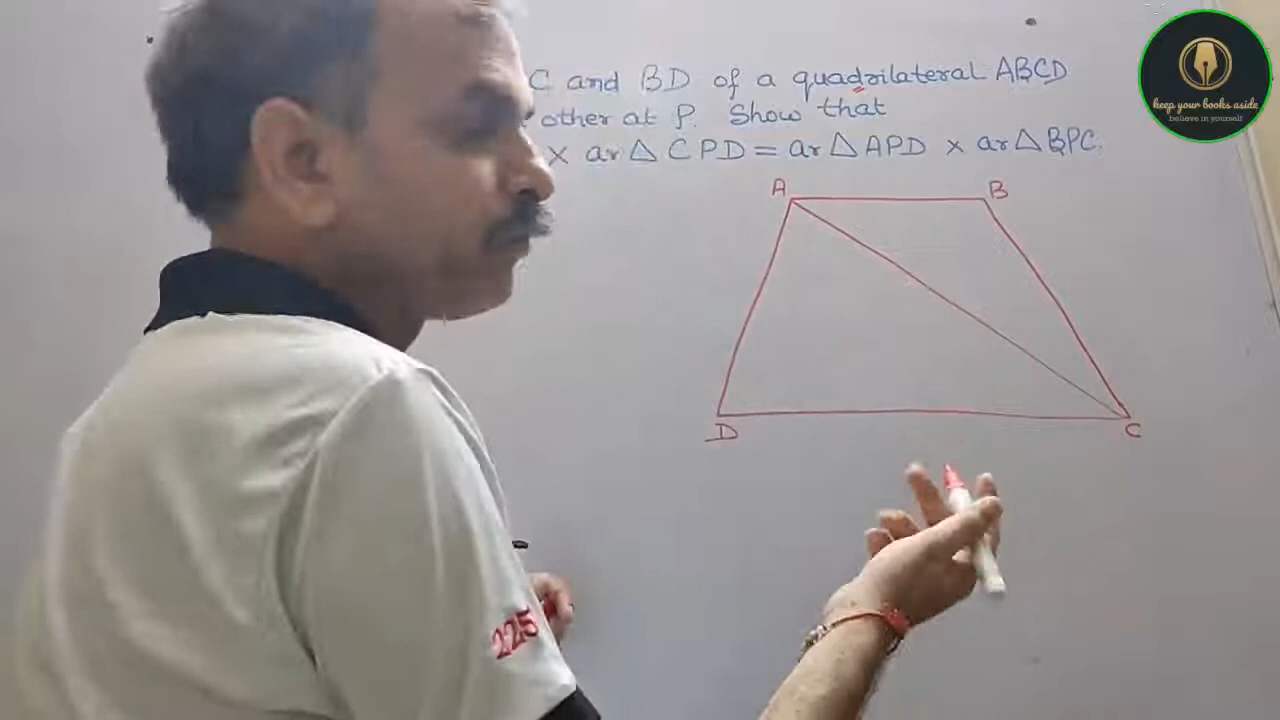 C and BD of a quadrilateral ABCD
other at P. Show that
x ar △ CPD = ar △ APD x ar △ BPC.
A
B
D
C
225
keep your books aside
believe in yourself